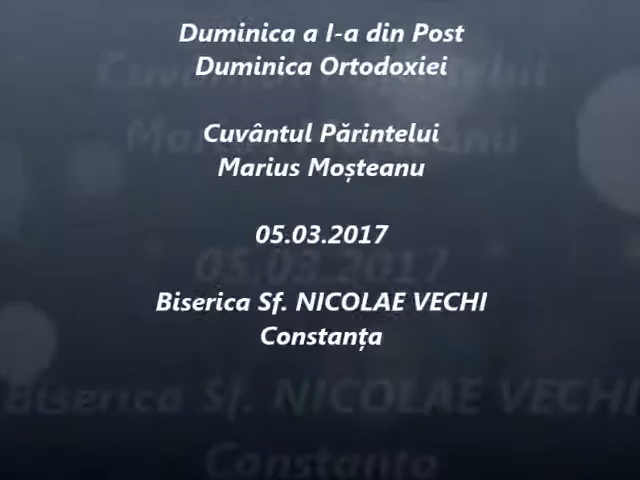 Duminica a I-a din Post
Duminica Ortodoxiei
Cuvântul Părintelui
Marius Moșteanu
05.03.2017
Biserica Sf. NICOLAE VECHI
Constanța